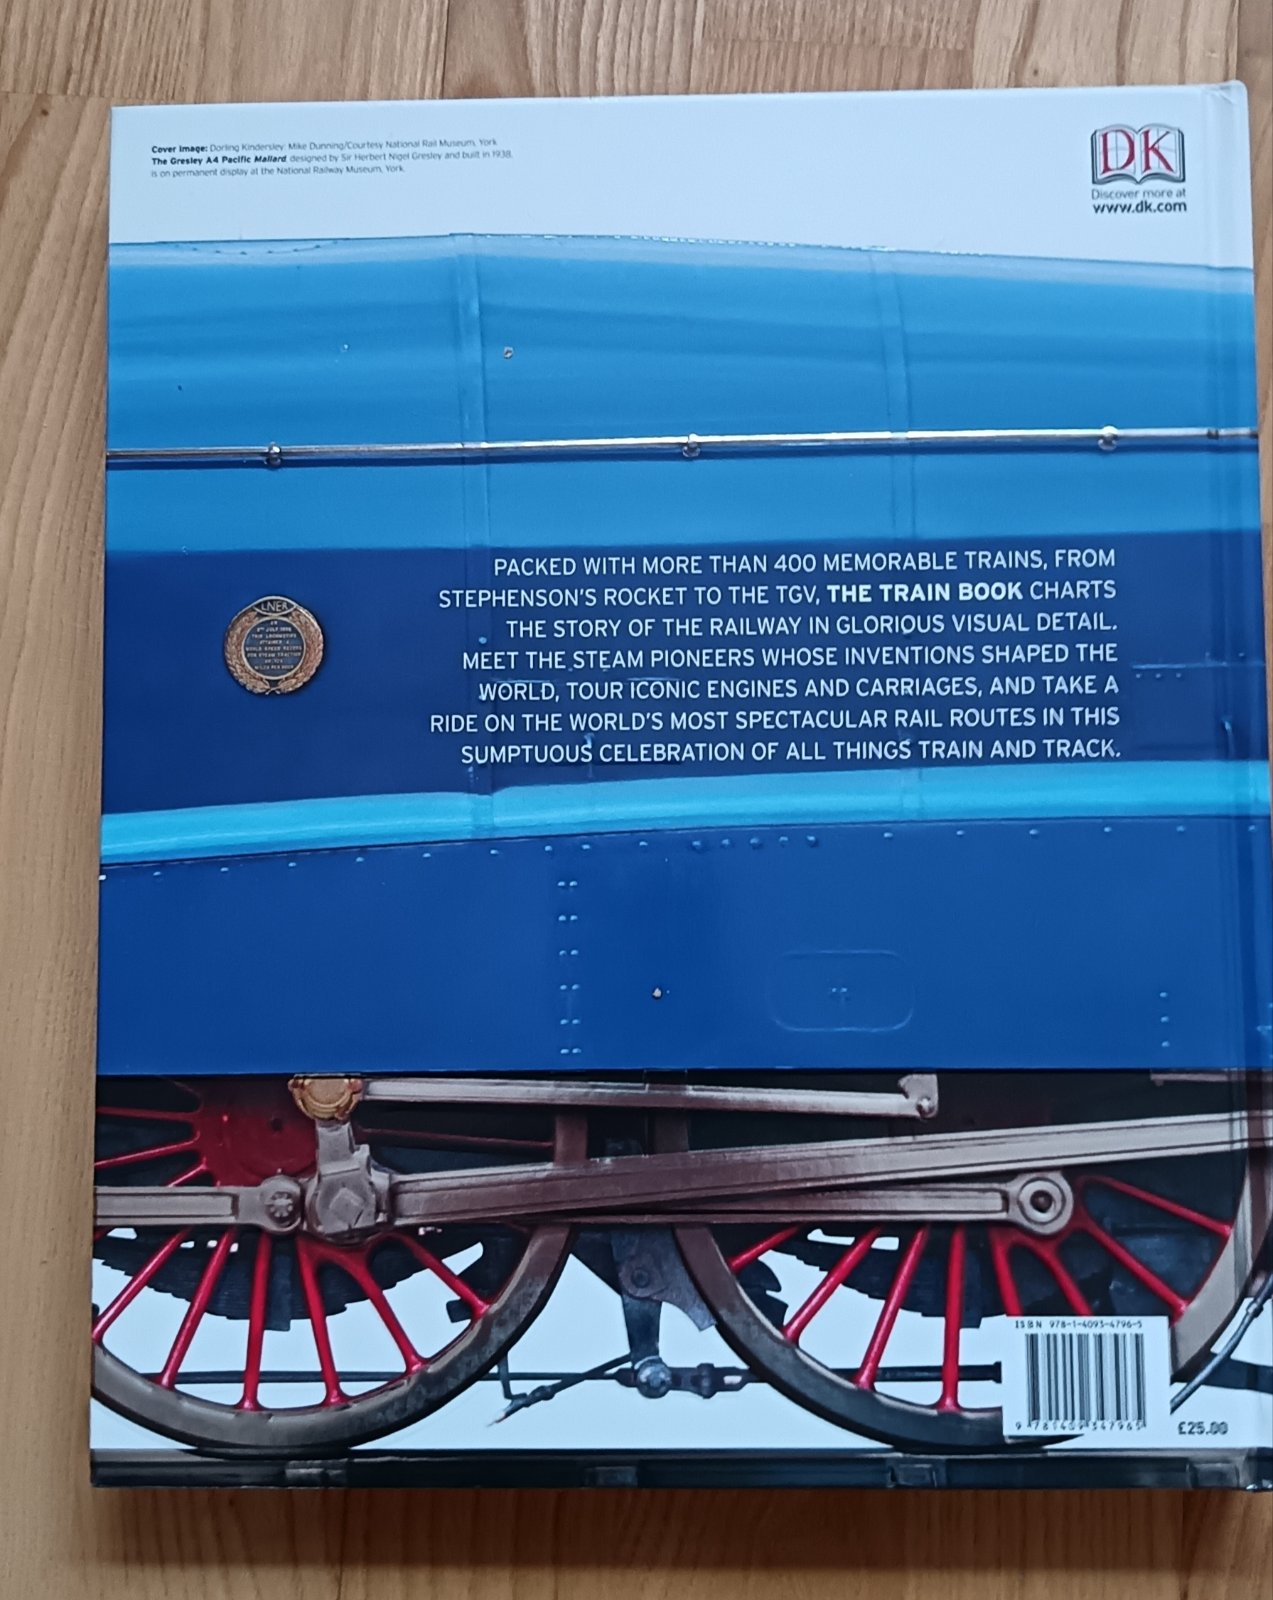 Cover Image: Dorling Kindersley: Mike Dunning/Courtesy National Rail Museum, York
The Gresley A4 Pacific Mallard, designed by Sir Herbert Nigel Gresley and built in 1938,
is on permanent display at the National Railway Museum, York.
DK
Discover more at
www.dk.com
PACKED WITH MORE THAN 400 MEMORABLE TRAINS, FROM
STEPHENSON'S ROCKET TO THE TGV, THE TRAIN BOOK CHARTS
THE STORY OF THE RAILWAY IN GLORIOUS VISUAL DETAIL.
MEET THE STEAM PIONEERS WHOSE INVENTIONS SHAPED THE
WORLD, TOUR ICONIC ENGINES AND CARRIAGES, AND TAKE A
RIDE ON THE WORLD'S MOST SPECTACULAR RAIL ROUTES IN THIS
SUMPTUOUS CELEBRATION OF ALL THINGS TRAIN AND TRACK.
LNER
ISBN 978-1-4093-4796-5
9 781409 347965
£25.00